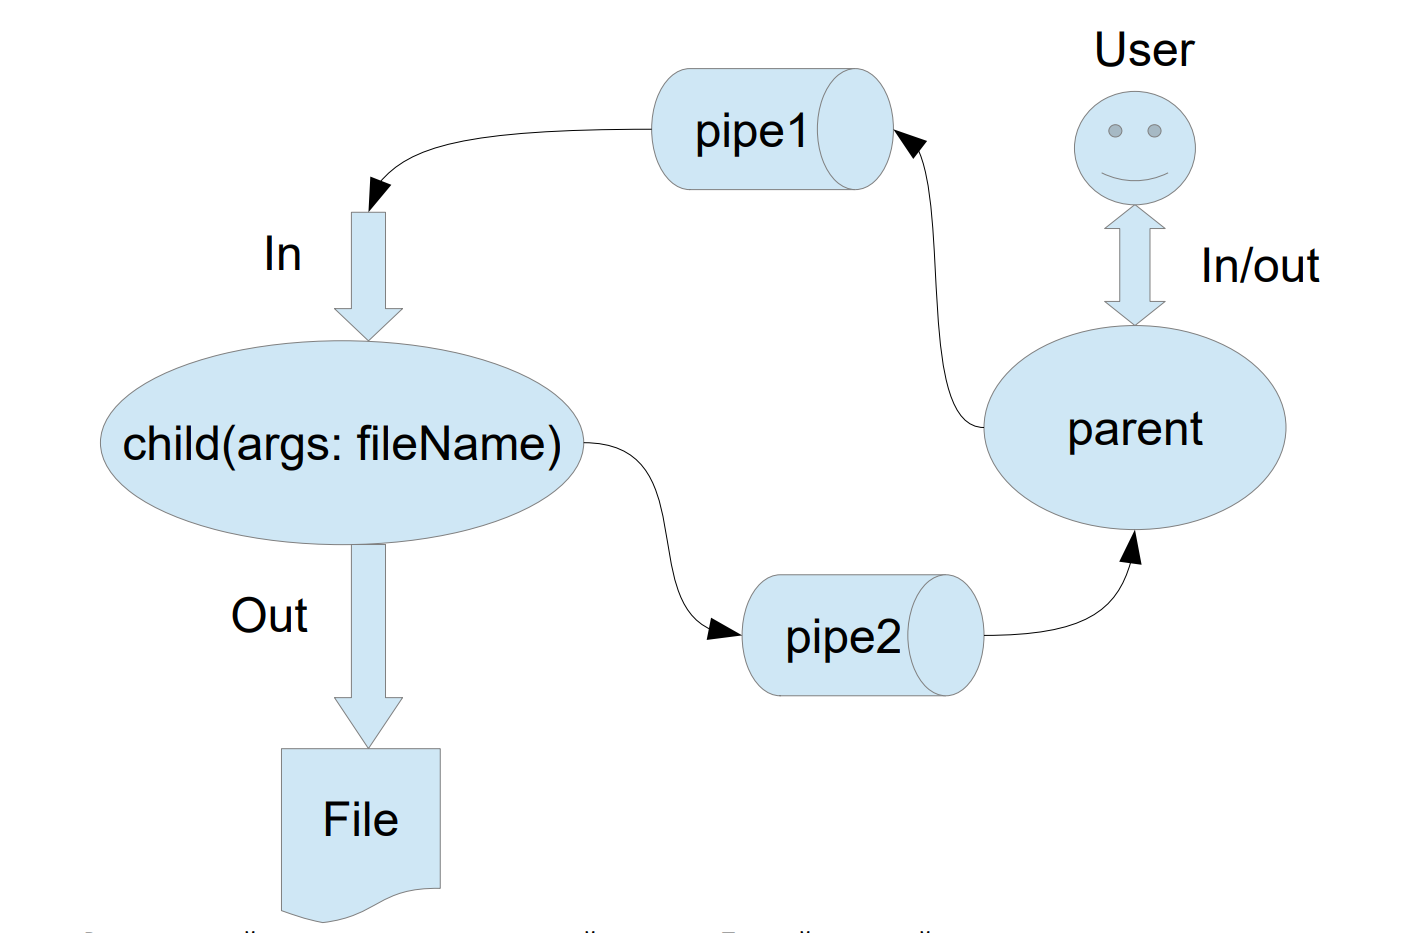 User
pipe1
In
In/out
child(args: fileName)
parent
Out
pipe2
File